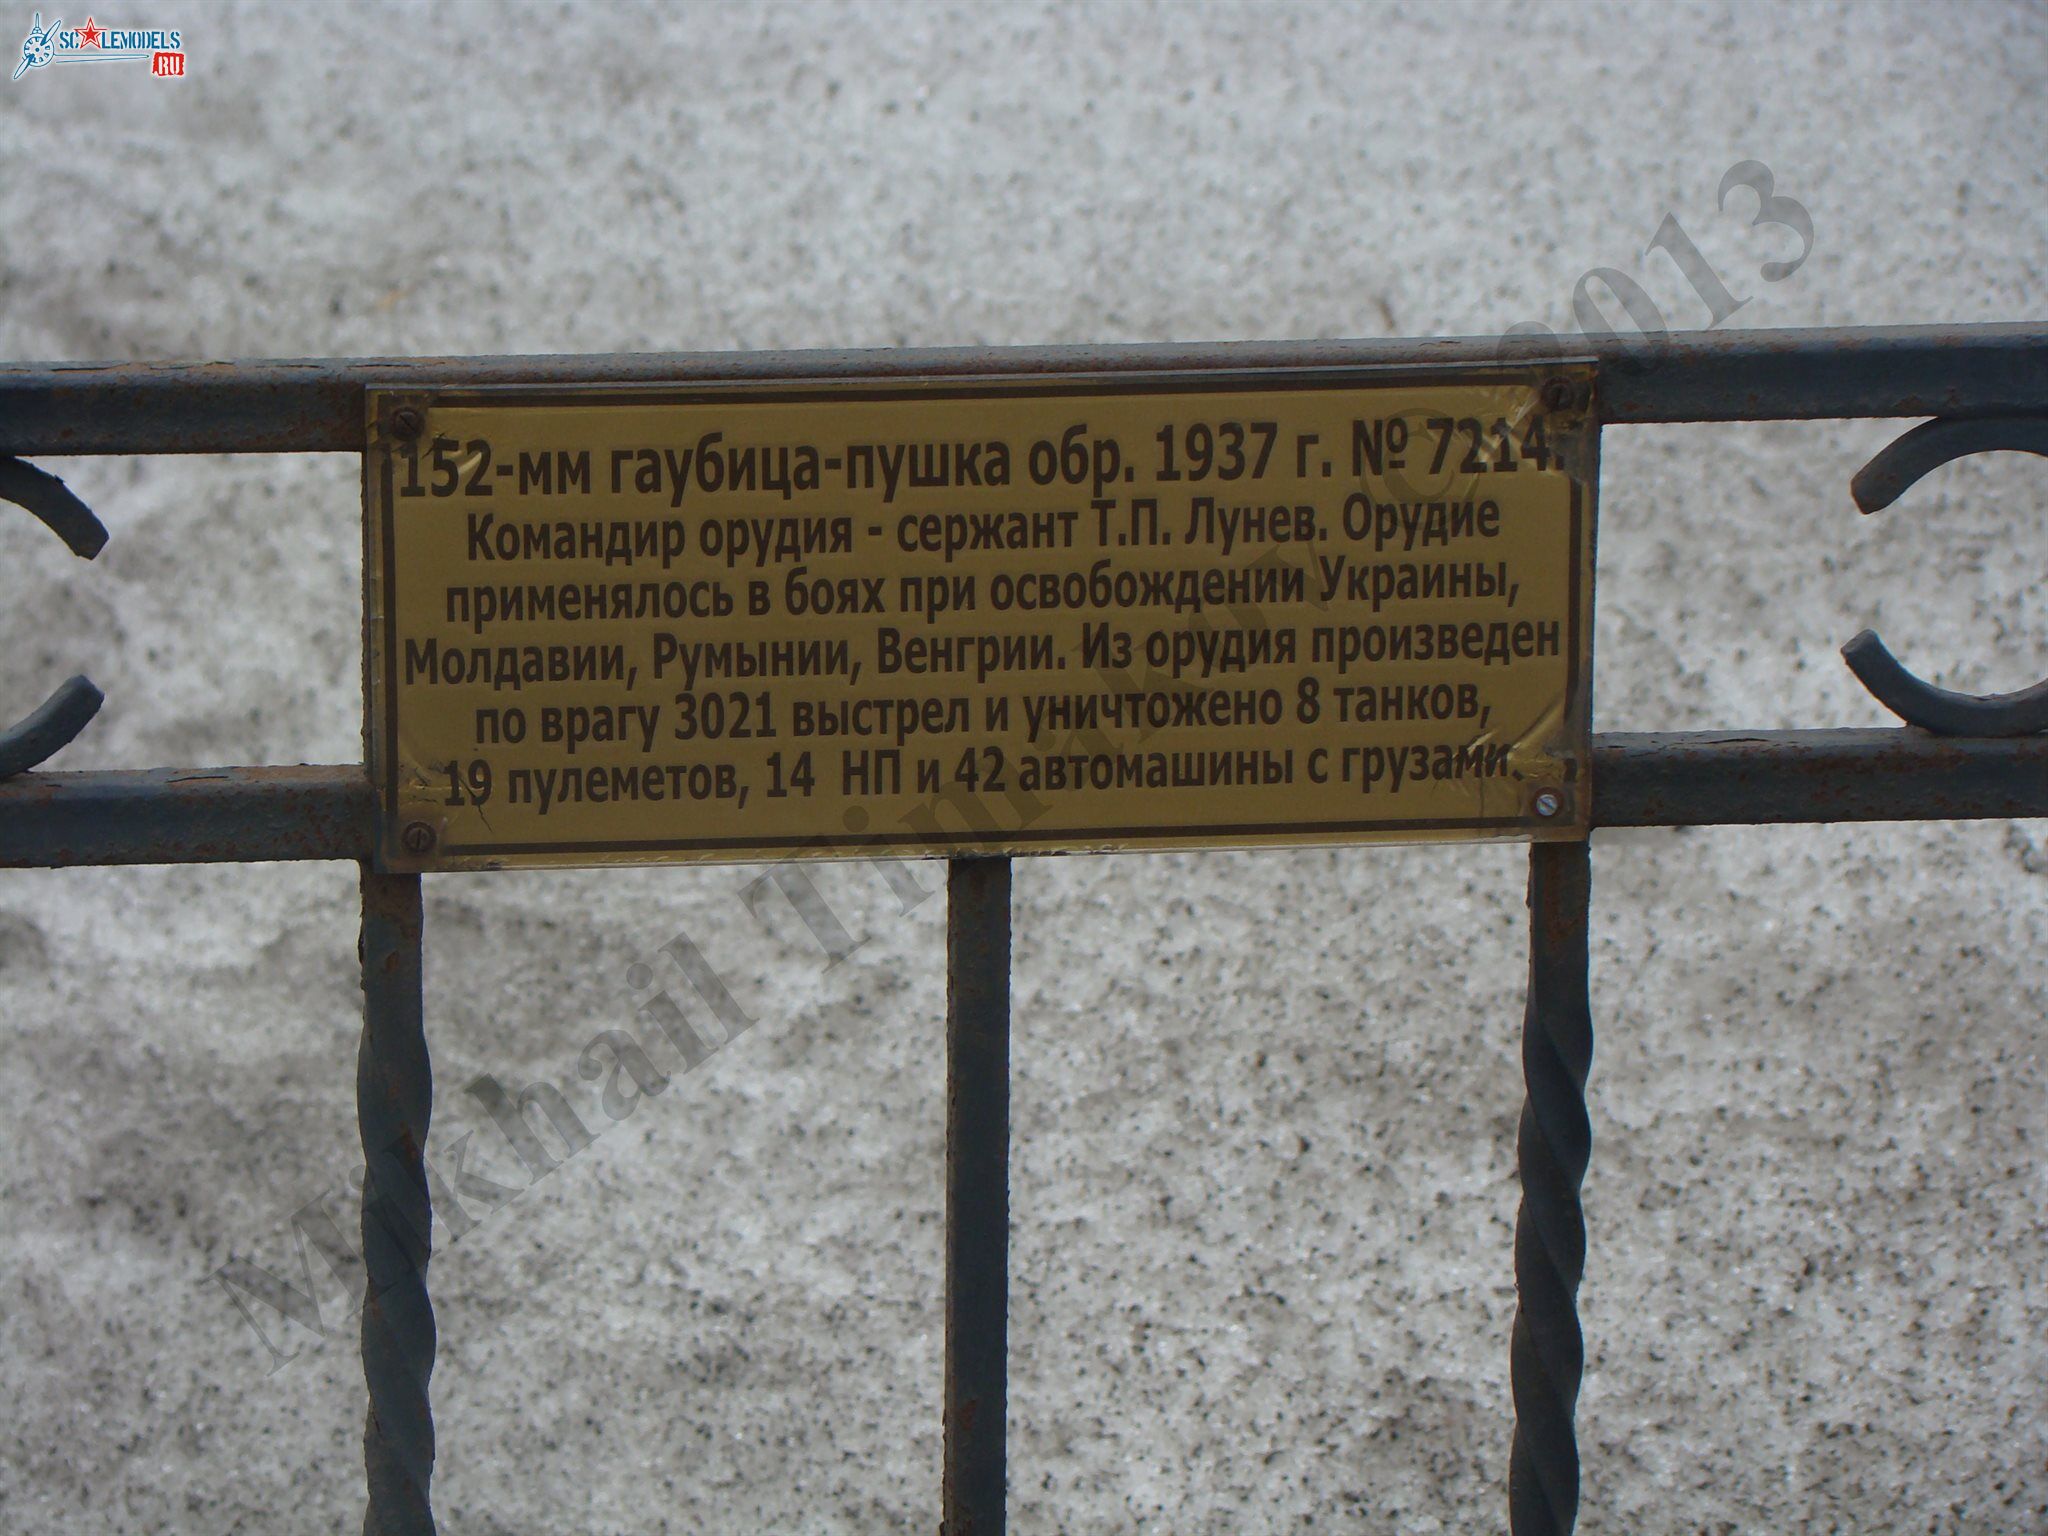 SCALEMODELS
.RU
152-мм гаубица-пушка обр. 1937 г. № 7214.
Командир орудия - сержант Т.П. Лунев. Орудие
применялось в боях при освобождении Украины,
Молдавии, Румынии, Венгрии. Из орудия произведен
по врагу 3021 выстрел и уничтожено 8 танков,
19 пулеметов, 14 НП и 42 автомашины с грузами.
Mikhail Timakov © 2013